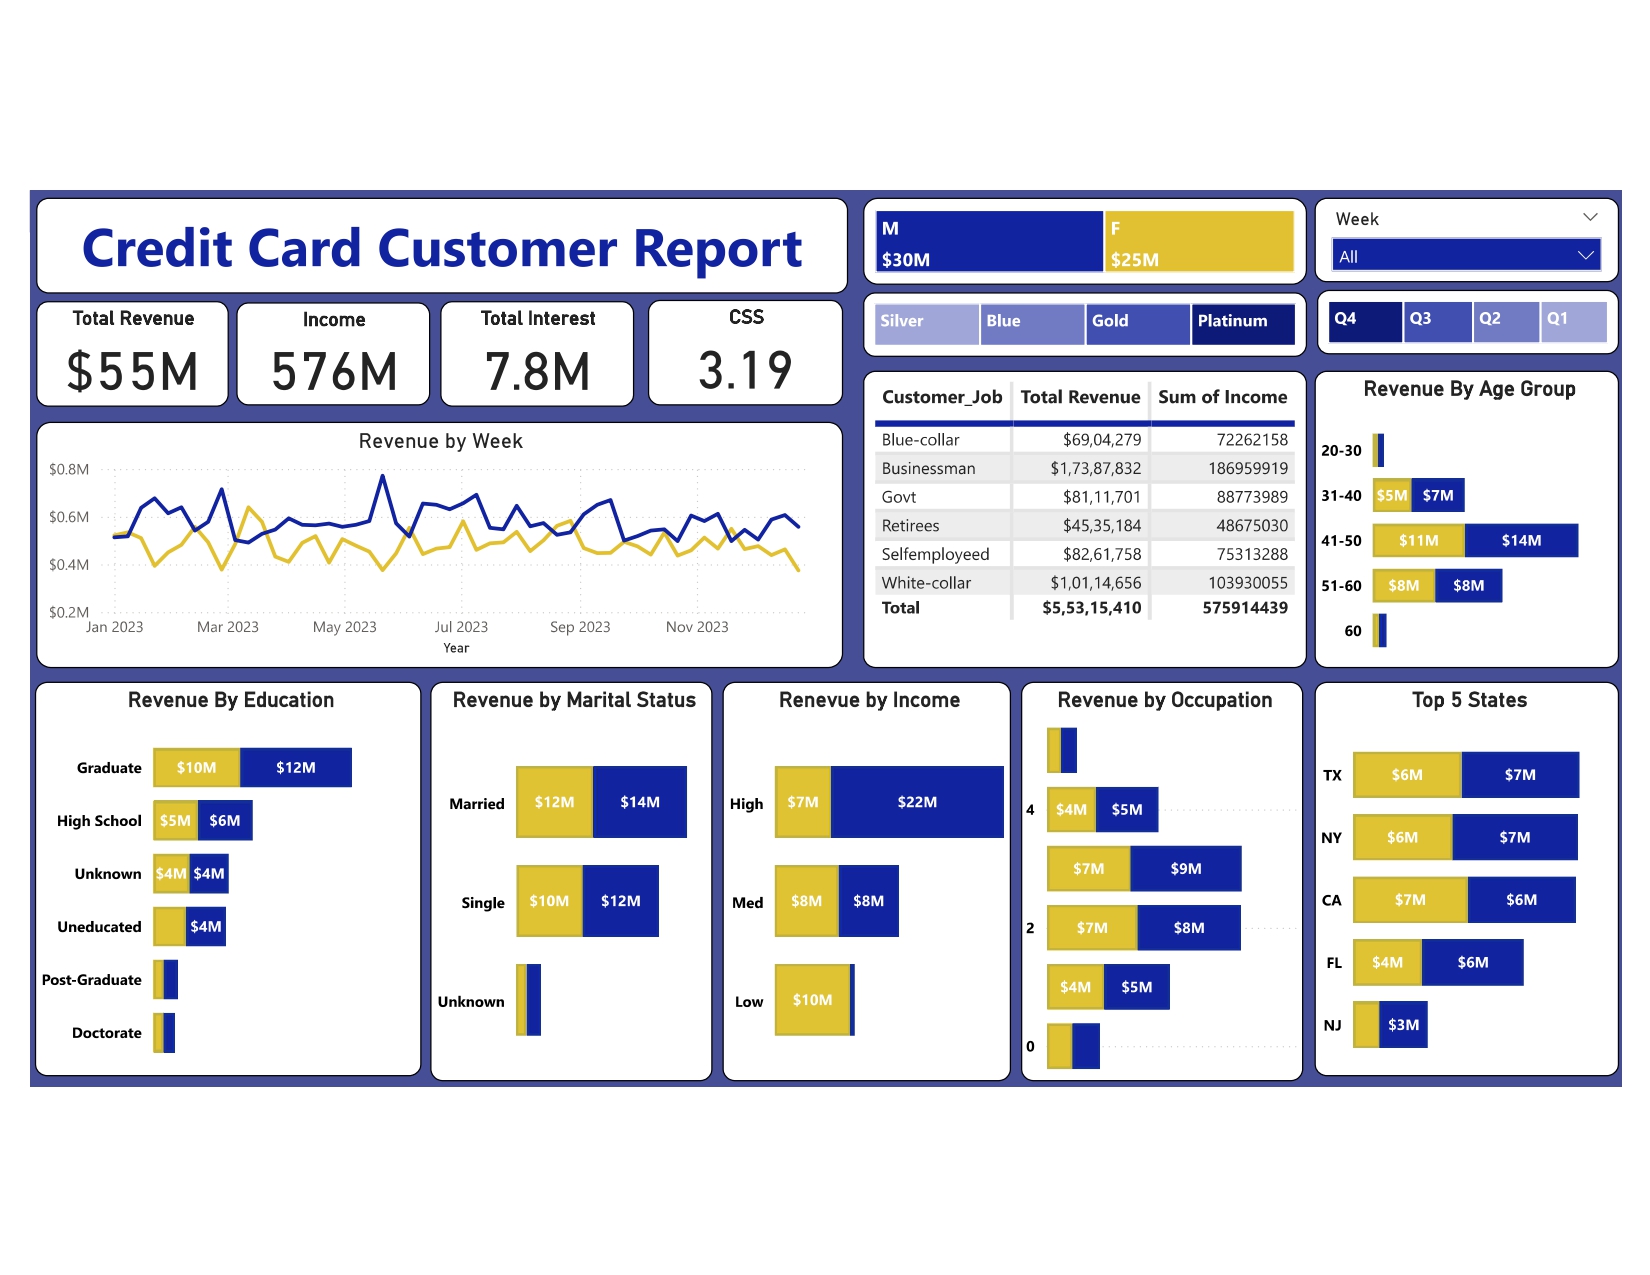 Credit Card Customer Report
M
$30M
F
$25M
Week
All
Total Revenue
$55M
Income
576M
Total Interest
7.8M
CSS
3.19
Silver
Blue
Gold
Platinum
Q4
Q3
Q2
Q1
Revenue by Week
$0.8M
$0.6M
$0.4M
$0.2M
Jan 2023 Mar 2023 May 2023 Jul 2023 Sep 2023 Nov 2023
Year
Customer_Job Total Revenue Sum of Income
Blue-collar $69,04,279 72262158
Businessman $1,73,87,832 186959919
Govt $81,11,701 88773989
Retirees $45,35,184 48675030
Selfemployeed $82,61,758 75313288
White-collar $1,01,14,656 103930055
Total $5,53,15,410 575914439
Revenue By Age Group
20-30
31-40 $5M $7M
41-50 $11M $14M
51-60 $8M $8M
60
Revenue By Education
Graduate $10M $12M
High School $5M $6M
Unknown $4M $4M
Uneducated $4M
Post-Graduate
Doctorate
Revenue by Marital Status
Married $12M $14M
Single $10M $12M
Unknown
Renevue by Income
High $7M $22M
Med $8M $8M
Low $10M
Revenue by Occupation
4 $4M $5M
$7M $9M
2 $7M $8M
$4M $5M
0
Top 5 States
TX $6M $7M
NY $6M $7M
CA $7M $6M
FL $4M $6M
NJ $3M